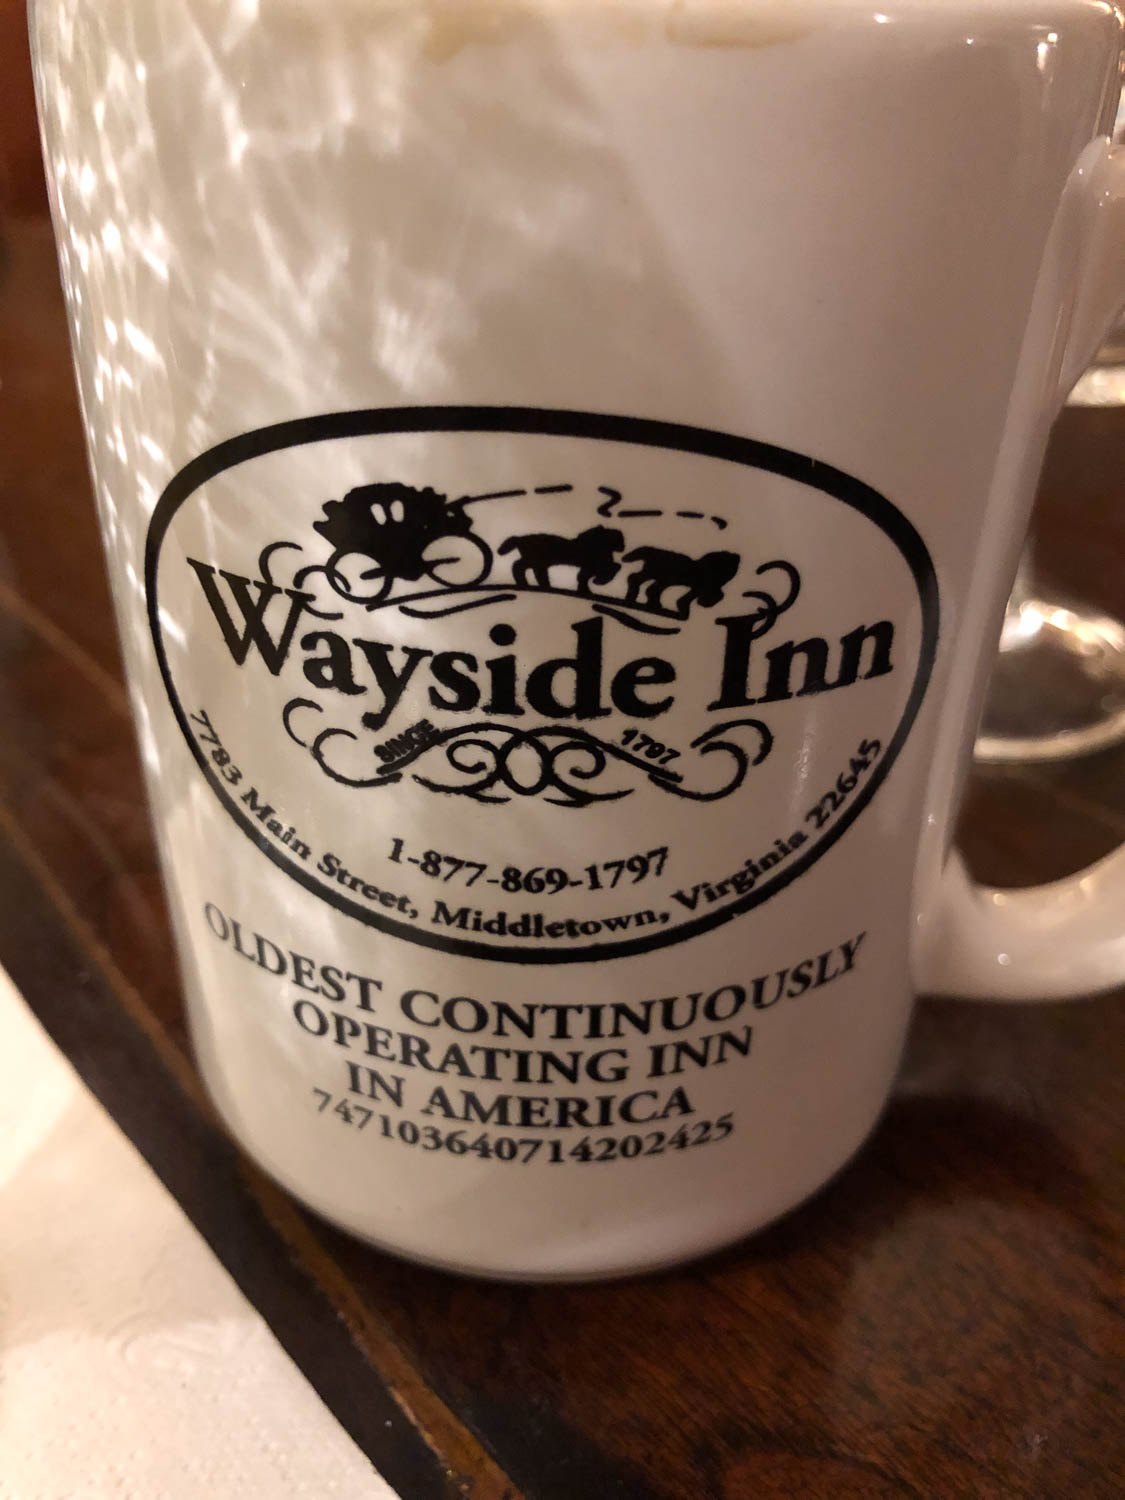 Wayside Inn
SINCE 1797
1-877-869-1797
7783 Main Street, Middletown, Virginia 22645
OLDEST CONTINUOUSLY
OPERATING INN
IN AMERICA
747103640714202425